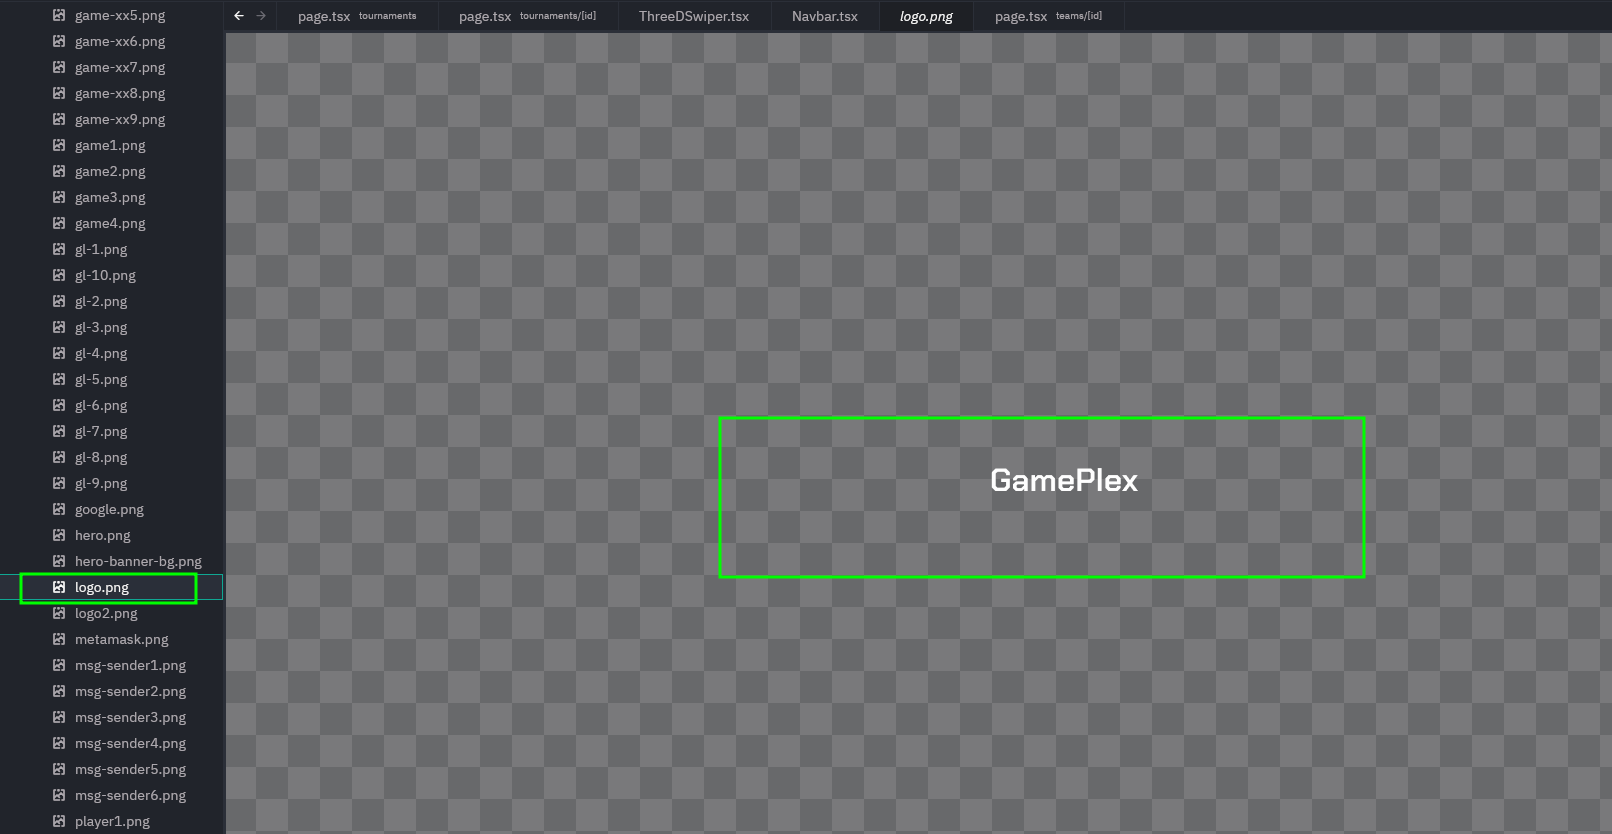 game-xx5.png
game-xx6.png
game-xx7.png
game-xx8.png
game-xx9.png
game1.png
game2.png
game3.png
game4.png
gl-1.png
gl-10.png
gl-2.png
gl-3.png
gl-4.png
gl-5.png
gl-6.png
gl-7.png
gl-8.png
gl-9.png
google.png
hero.png
hero-banner-bg.png
logo.png
logo2.png
metamask.png
msg-sender1.png
msg-sender2.png
msg-sender3.png
msg-sender4.png
msg-sender5.png
msg-sender6.png
player1.png
page.tsx tournaments
page.tsx tournaments/[id]
ThreeDSwiper.tsx
Navbar.tsx
logo.png
page.tsx teams/[id]
GamePlex